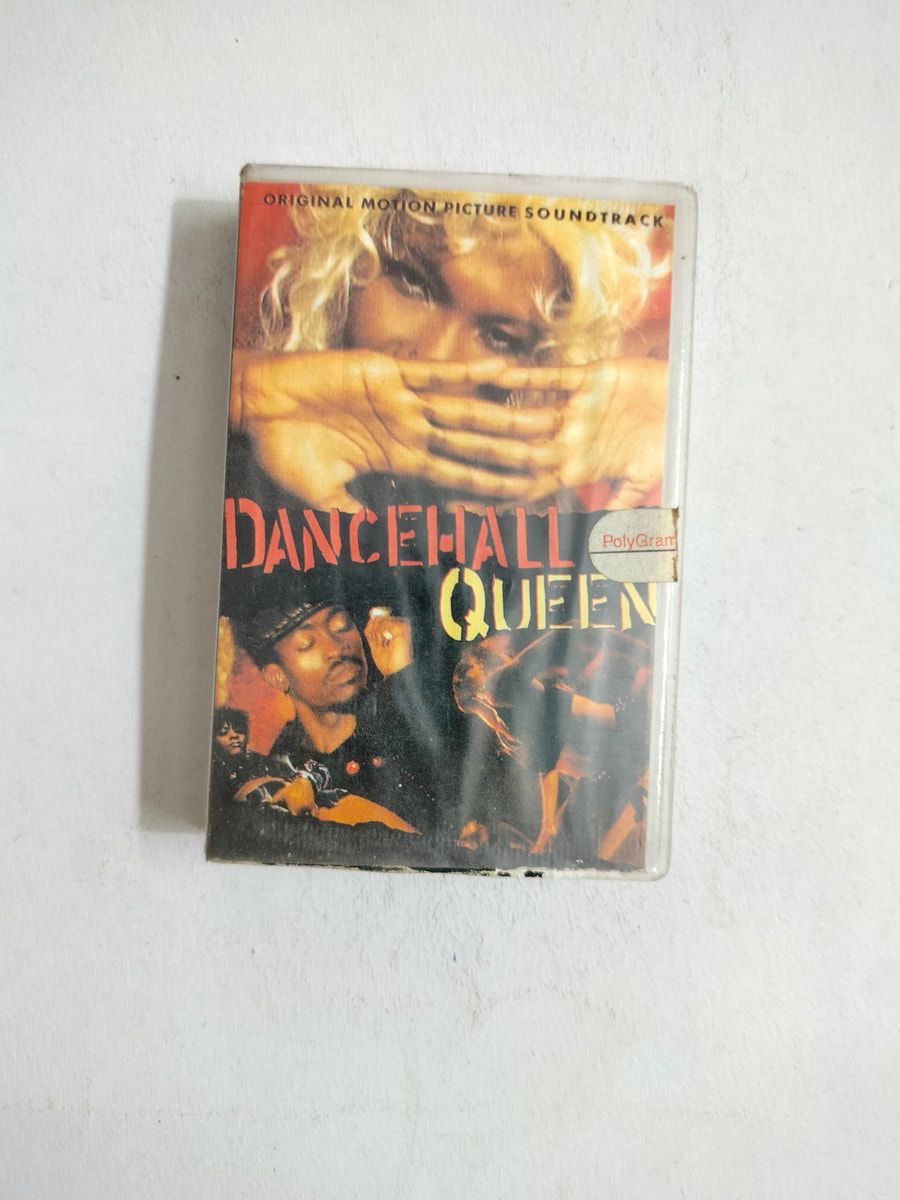 ORIGINAL MOTION PICTURE SOUNDTRACK
DANCEHALL
PolyGram
QUEEN